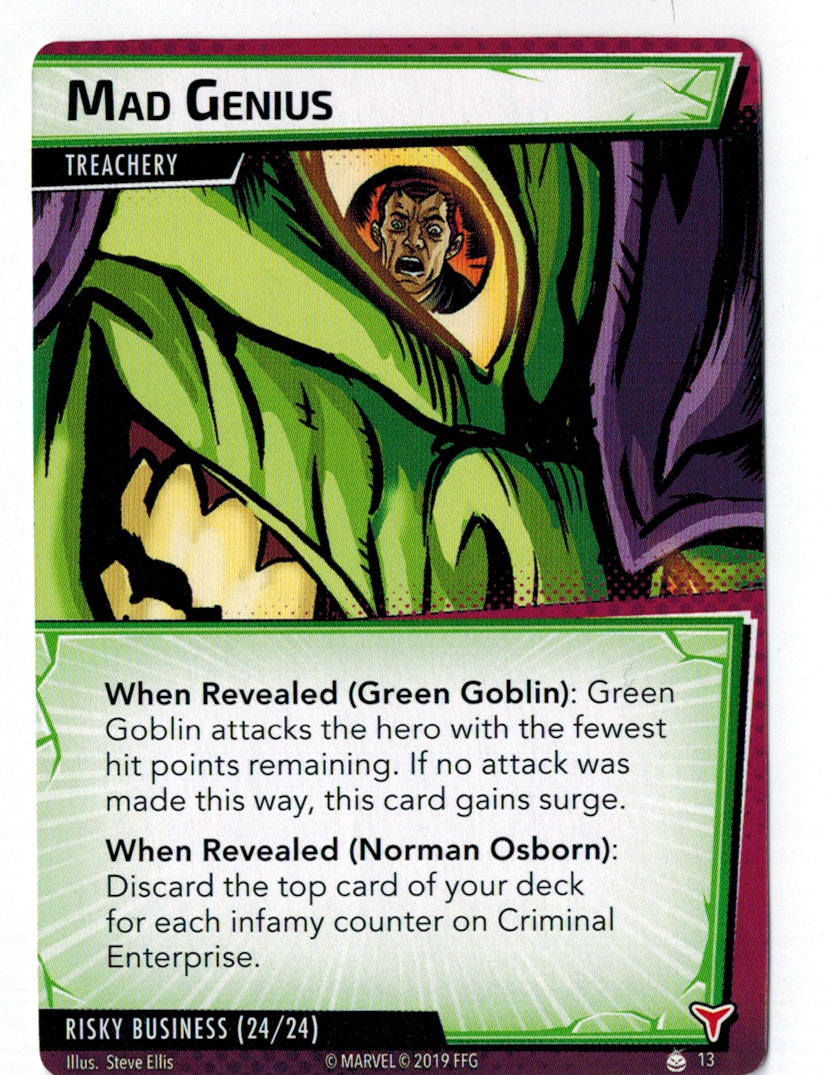 MAD GENIUS
TREACHERY
When Revealed (Green Goblin): Green
Goblin attacks the hero with the fewest
hit points remaining. If no attack was
made this way, this card gains surge.
When Revealed (Norman Osborn):
Discard the top card of your deck
for each infamy counter on Criminal
Enterprise.
RISKY BUSINESS (24/24)
Illus. Steve Ellis © MARVEL © 2019 FFG 13